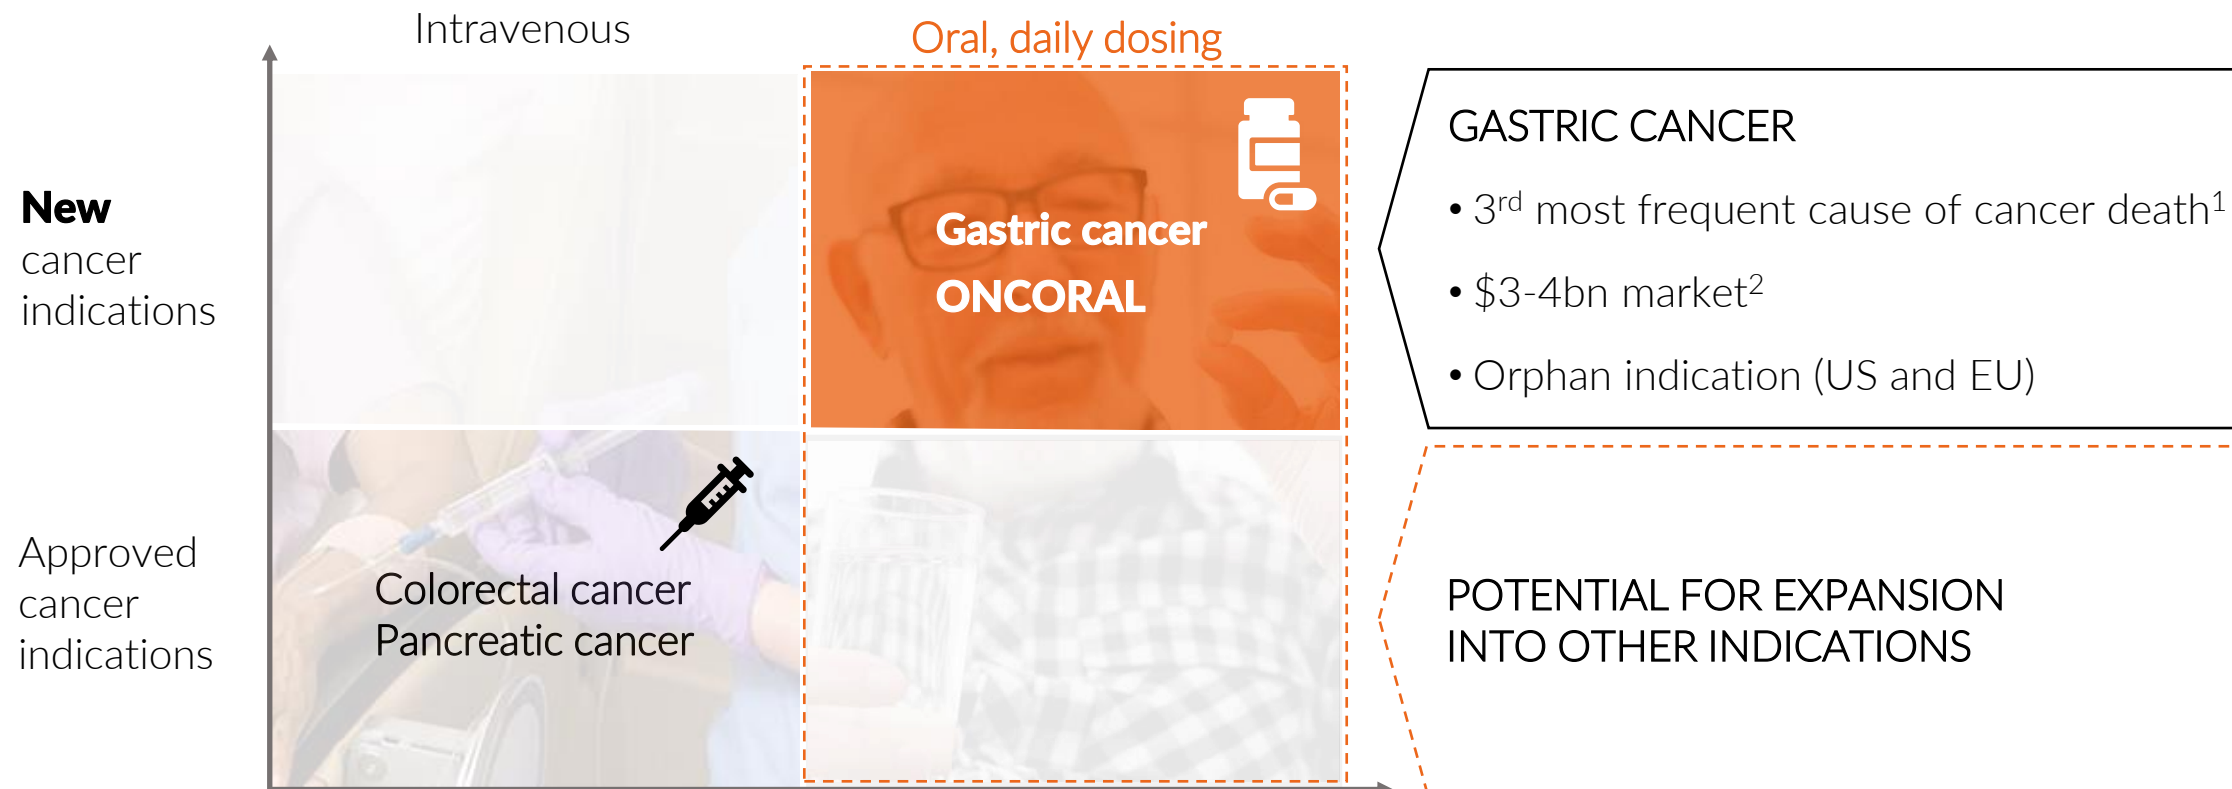 Intravenous
Oral, daily dosing
New
cancer
indications
Gastric cancer
ONCORAL
GASTRIC CANCER
• 3rd most frequent cause of cancer death1
• $3-4bn market2
• Orphan indication (US and EU)
Approved
cancer
indications
Colorectal cancer
Pancreatic cancer
POTENTIAL FOR EXPANSION
INTO OTHER INDICATIONS